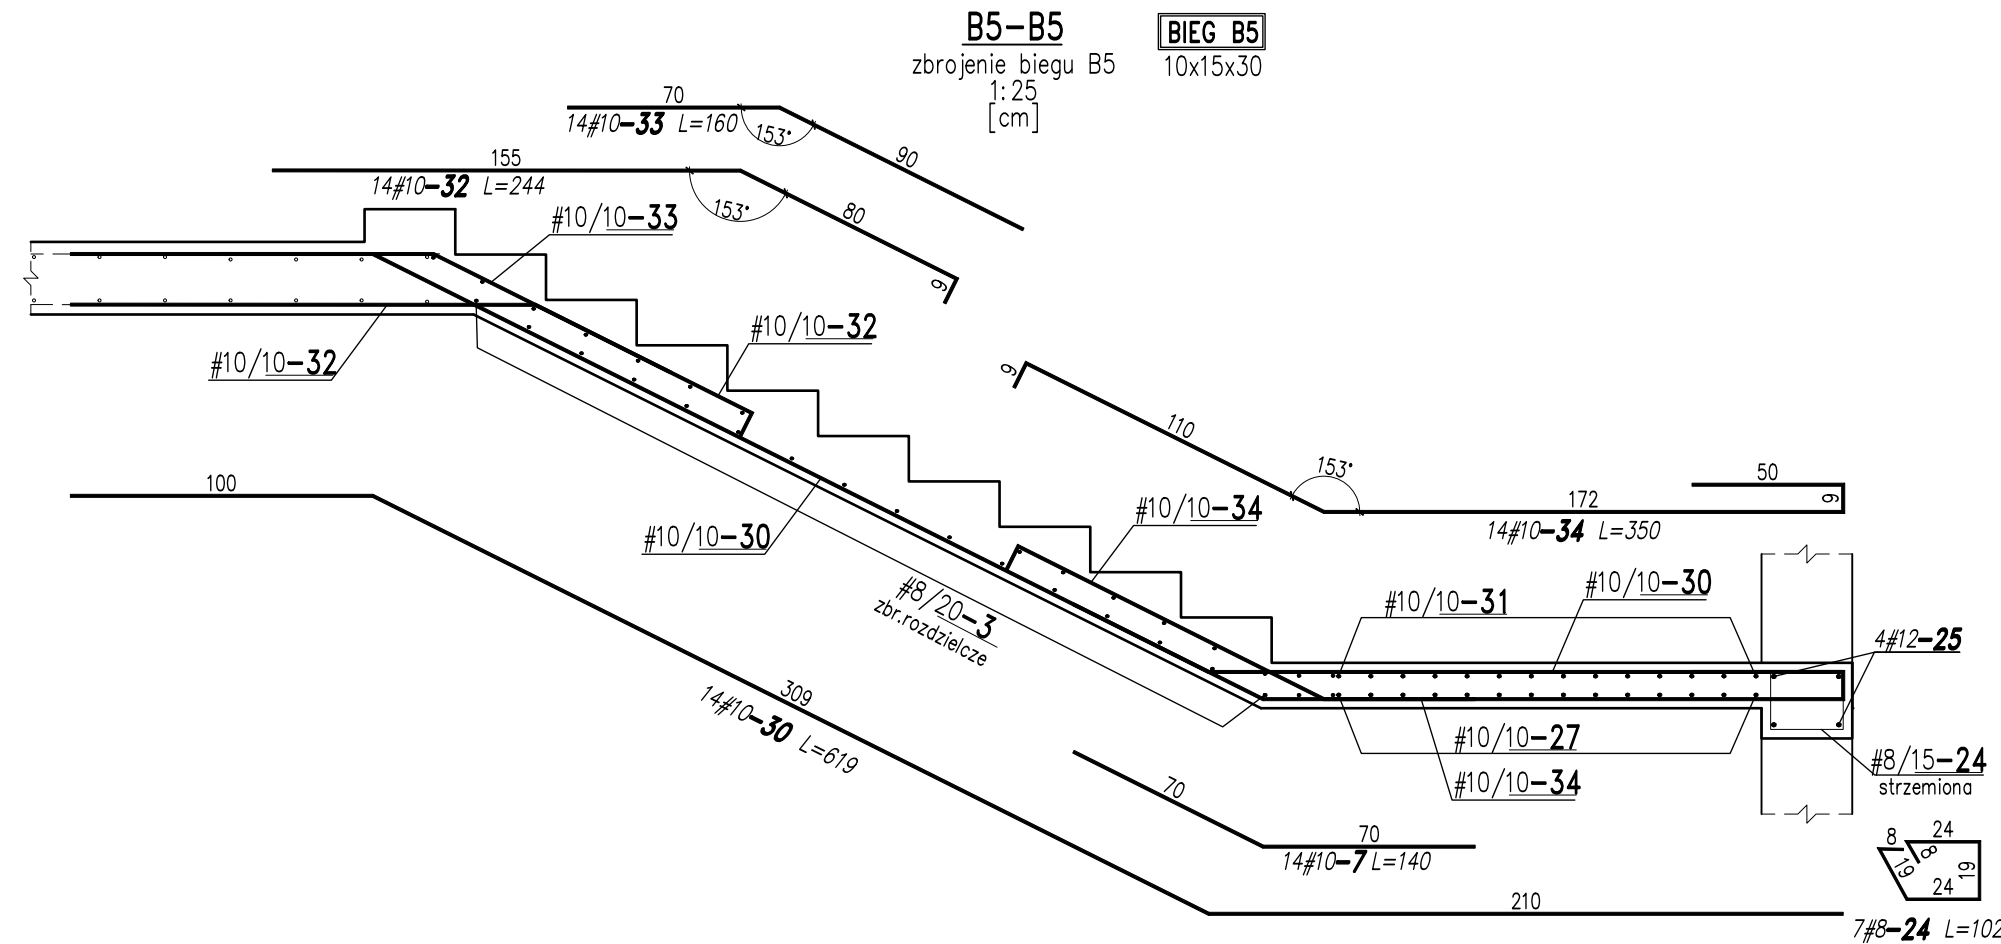 B5-B5
BIEG B5
zbrojenie biegu B5
10x15x30
1:25
[cm]
70
14#10-33 L=160
153°
90
155
14#10-32 L=244
153°
80
9
#10/10-33
#10/10-32
#10/10-32
9
110
153°
50
9
172
14#10-34 L=350
100
#10/10-30
#10/10-34
#8/20-3
zbr.rozdzielcze
#10/10-31
#10/10-30
4#12-25
309
14#10-30 L=619
#10/10-27
#10/10-34
#8/15-24
strzemiona
70
70
14#10-7 L=140
8
24
8
19
19
24
210
7#8-24 L=102